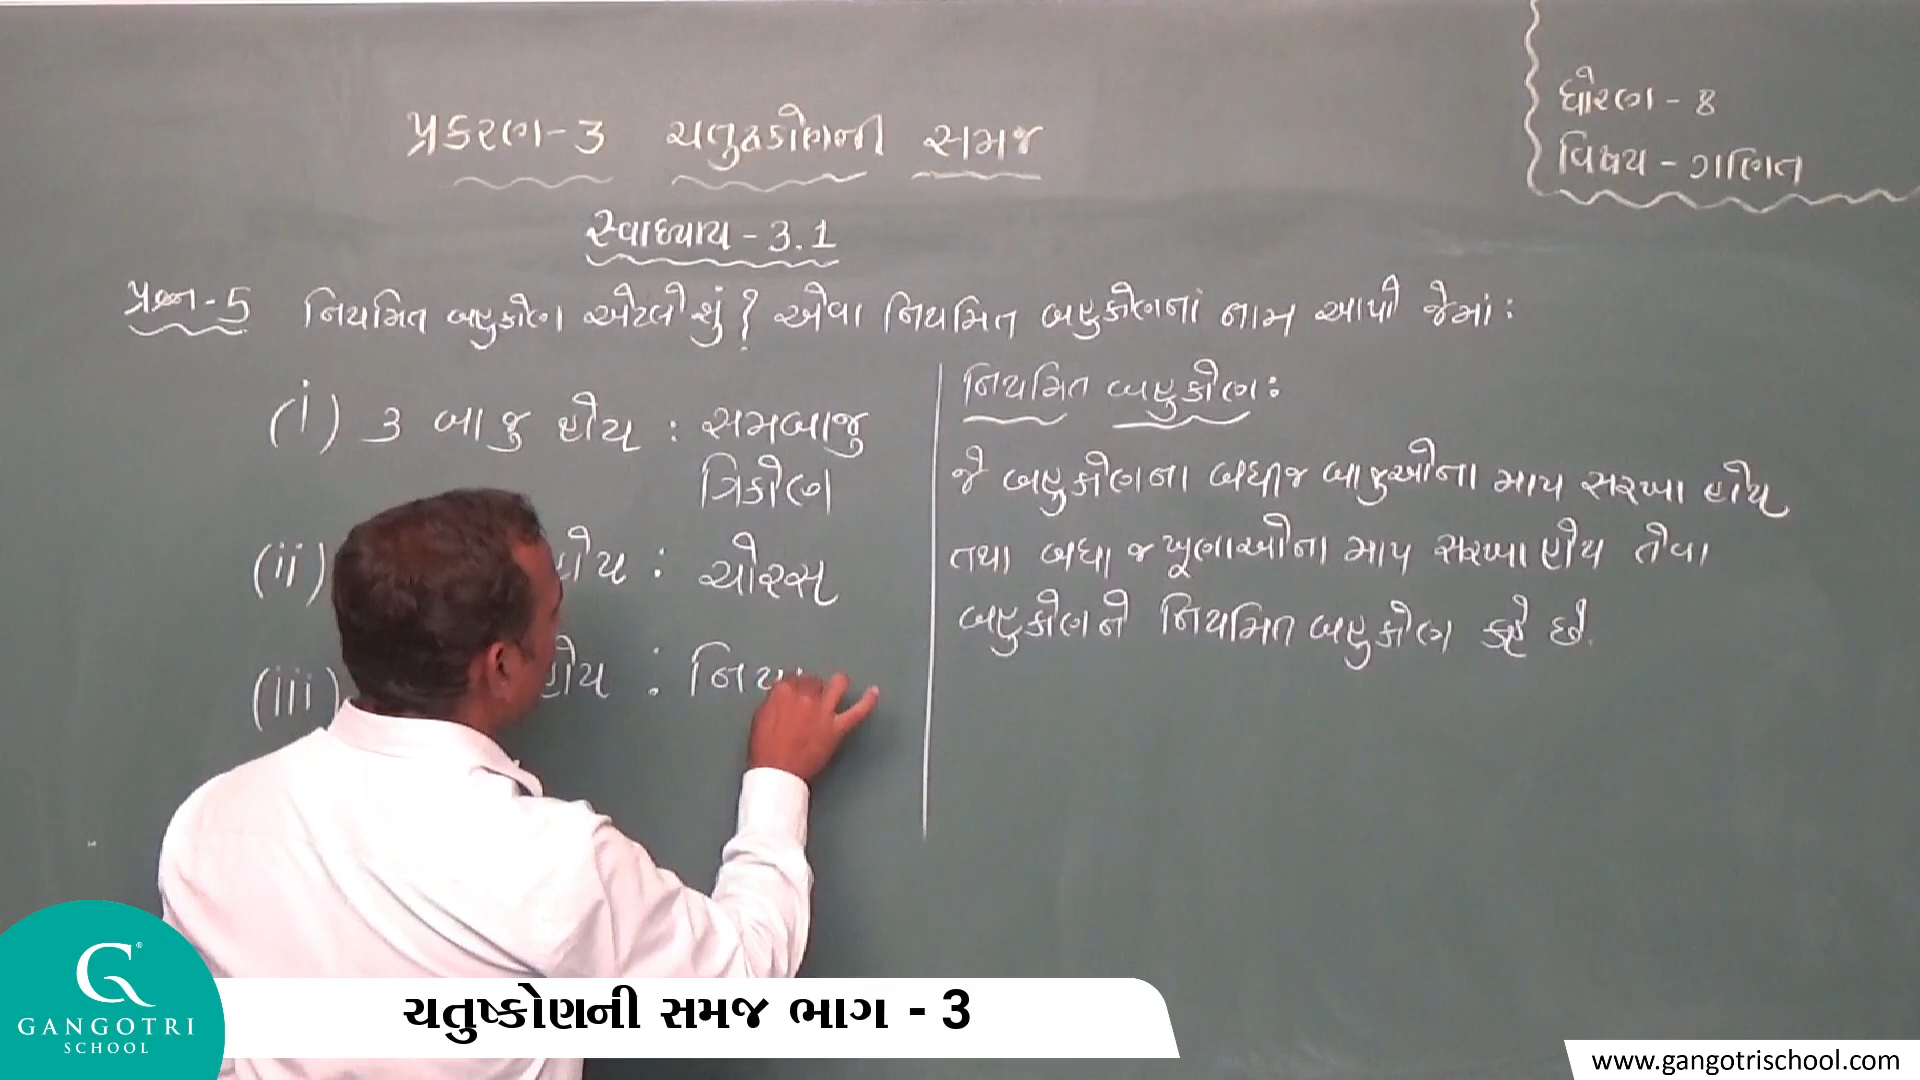 ધોરણ - 8
વિષય - ગણિત
પ્રકરણ-3 ચતુષ્કોણની સમજ
સ્વાધ્યાય - 3.1
પ્રશ્ન-5 નિયમિત બહુકોણ એટલે શું? એવા નિયમિત બહુકોણનાં નામ આપો જેમાં :
(i) 3 બાજુ હોય : સમબાજુ
ત્રિકોણ
(ii) હોય : ચોરસ
(iii) હોય :
નિયમિત બહુકોણ :
જે બહુકોણના બધાજ બાજુઓના માપ સરખા હોય
તથા બધા જ ખૂણાઓના માપ સરખા હોય તેવા
બહુકોણને નિયમિત બહુકોણ કહે છે.
GANGOTRI
SCHOOL
ચતુષ્કોણની સમજ ભાગ - 3
www.gangotrischool.com